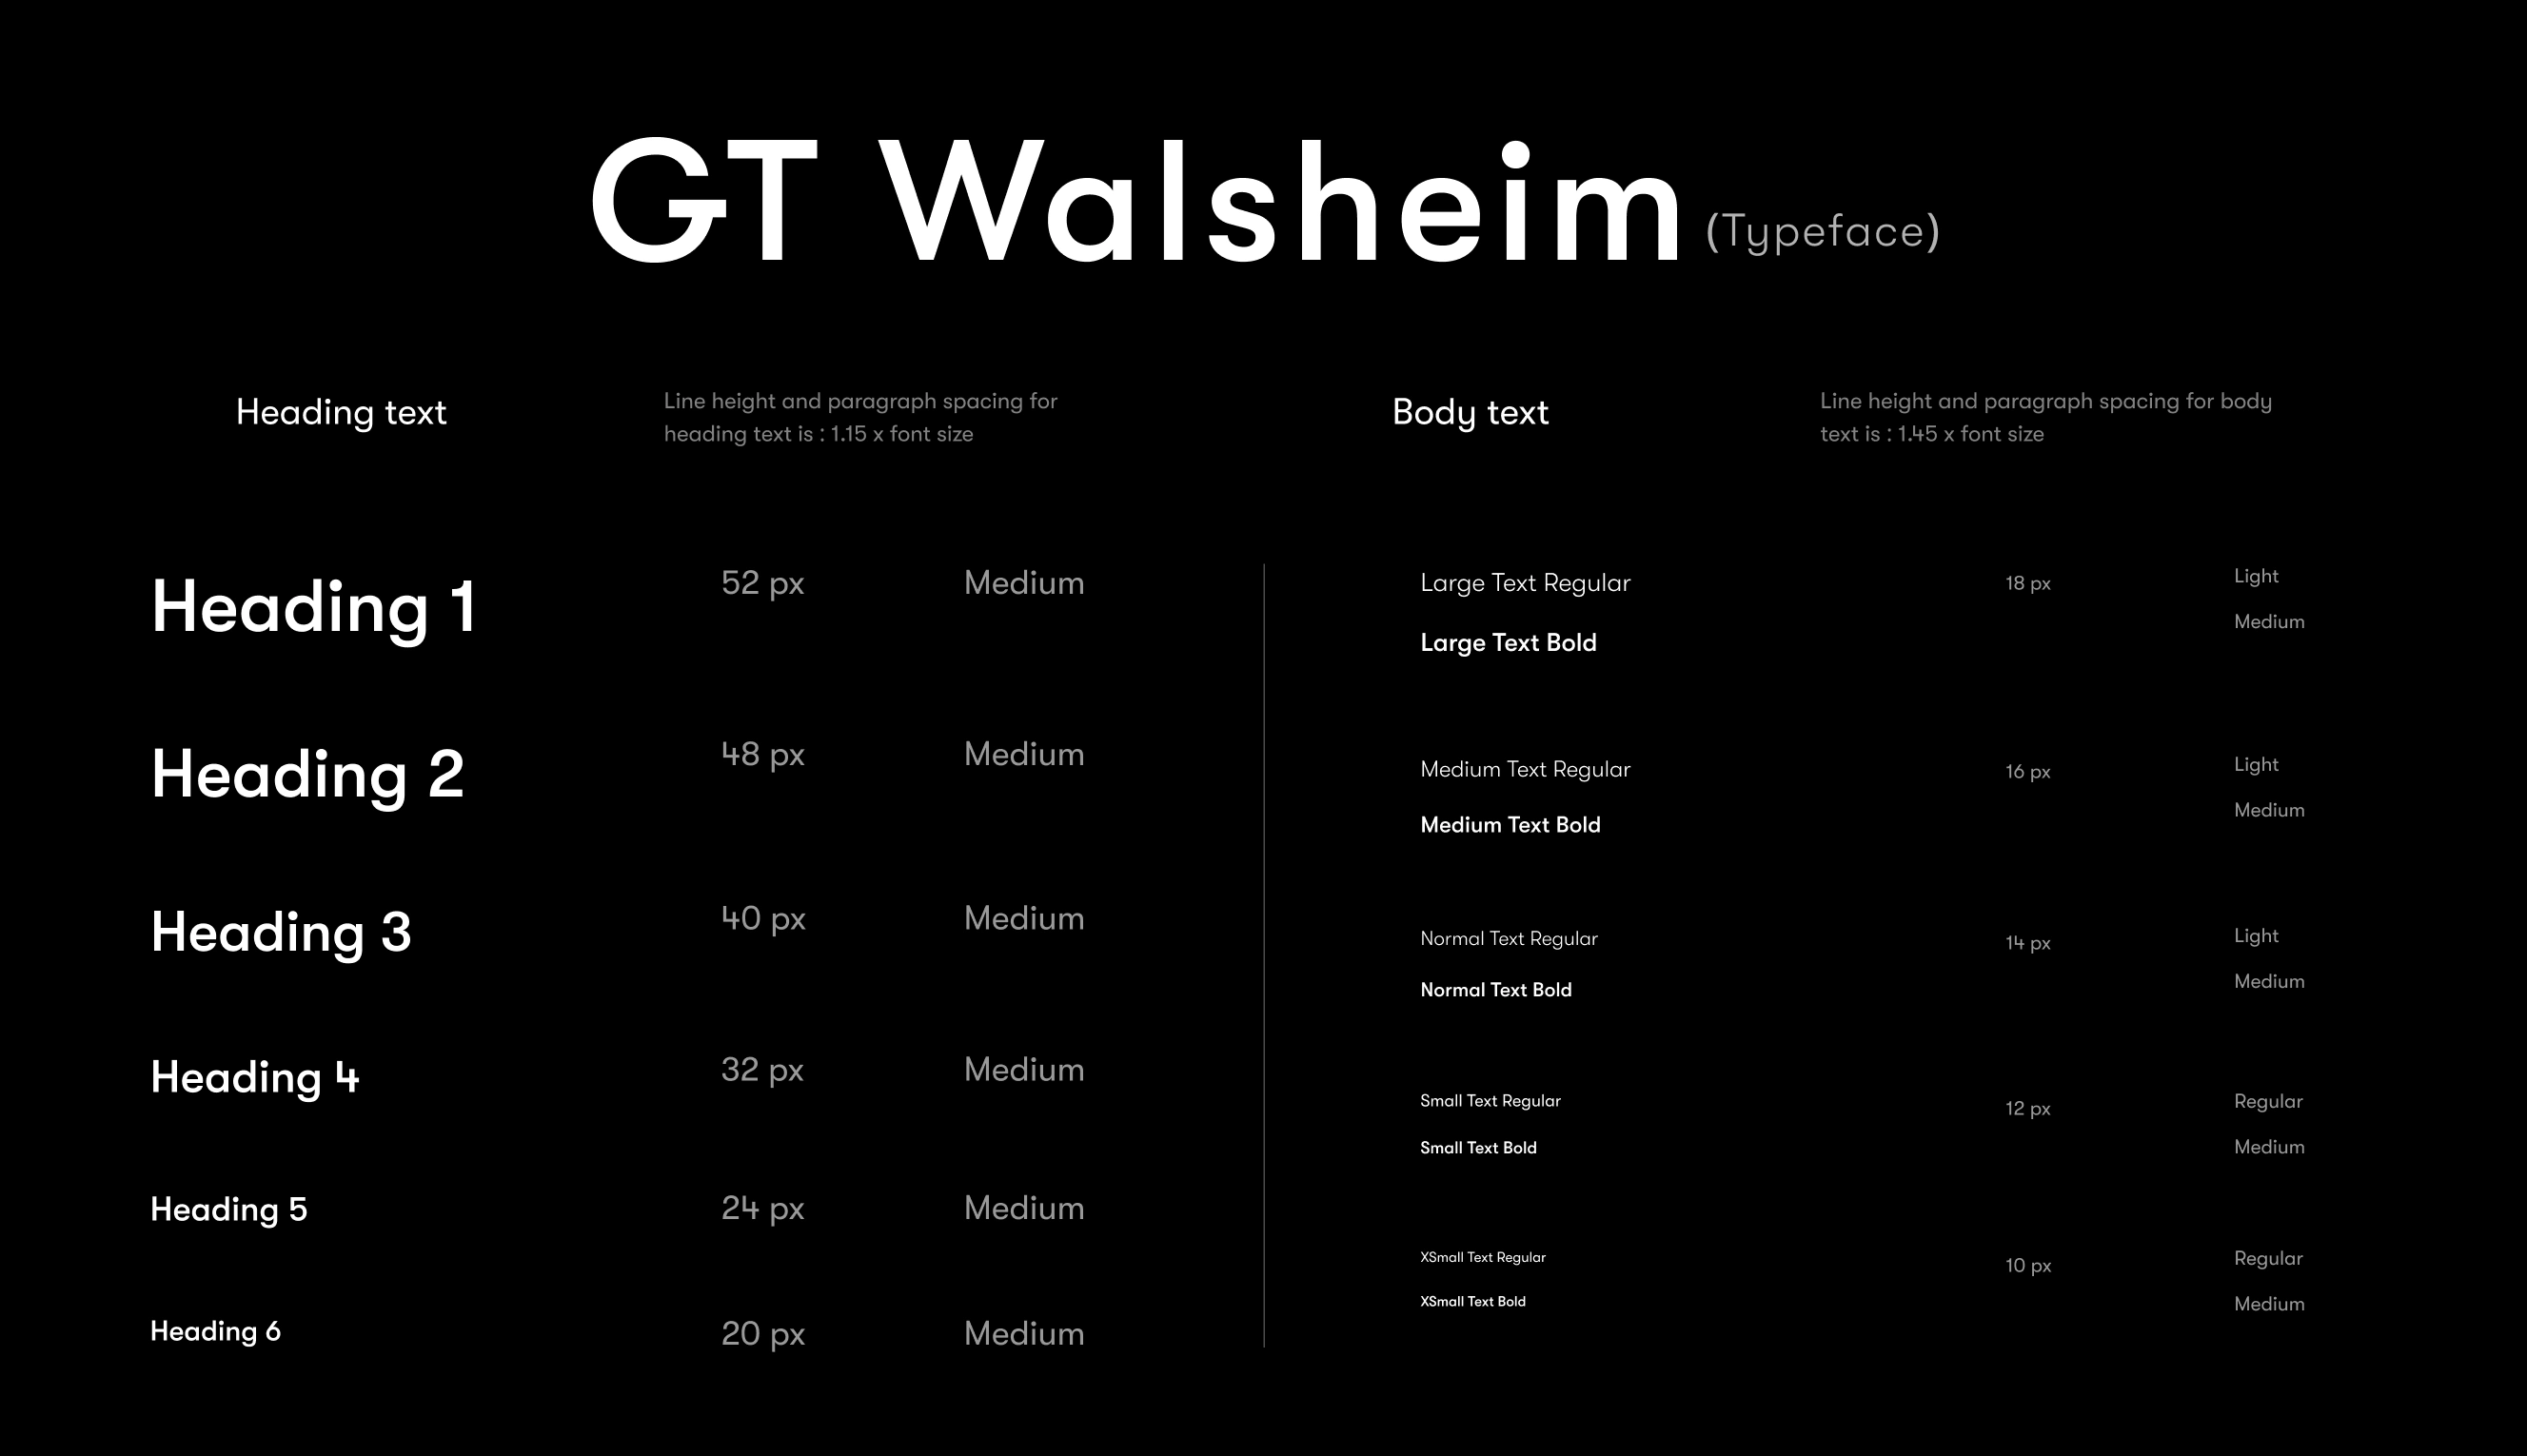 GT Walsheim (Typeface)
Heading text
Line height and paragraph spacing for
heading text is : 1.15 x font size
Heading 1 52 px Medium
Heading 2 48 px Medium
Heading 3 40 px Medium
Heading 4 32 px Medium
Heading 5 24 px Medium
Heading 6 20 px Medium
Body text
Line height and paragraph spacing for body
text is : 1.45 x font size
Large Text Regular 18 px Light
Large Text Bold Medium
Medium Text Regular 16 px Light
Medium Text Bold Medium
Normal Text Regular 14 px Light
Normal Text Bold Medium
Small Text Regular 12 px Regular
Small Text Bold Medium
XSmall Text Regular 10 px Regular
XSmall Text Bold Medium